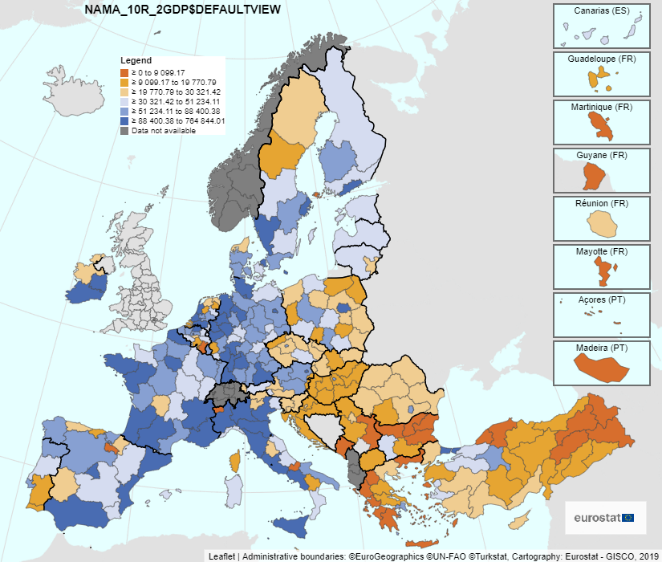 NAMA_10R_2GDP$DEFAULTVIEW
Legend
≥ 0 to 9 099.17
≥ 9 099.17 to 19 770.79
≥ 19 770.79 to 30 321.42
≥ 30 321.42 to 51 234.11
≥ 51 234.11 to 88 400.38
≥ 88 400.38 to 764 844.01
Data not available
Canarias (ES)
Guadeloupe (FR)
Martinique (FR)
Guyane (FR)
Réunion (FR)
Mayotte (FR)
Açores (PT)
Madeira (PT)
eurostat
Leaflet | Administrative boundaries: ©EuroGeographics ©UN-FAO ©Turkstat, Cartography: Eurostat - GISCO, 2019